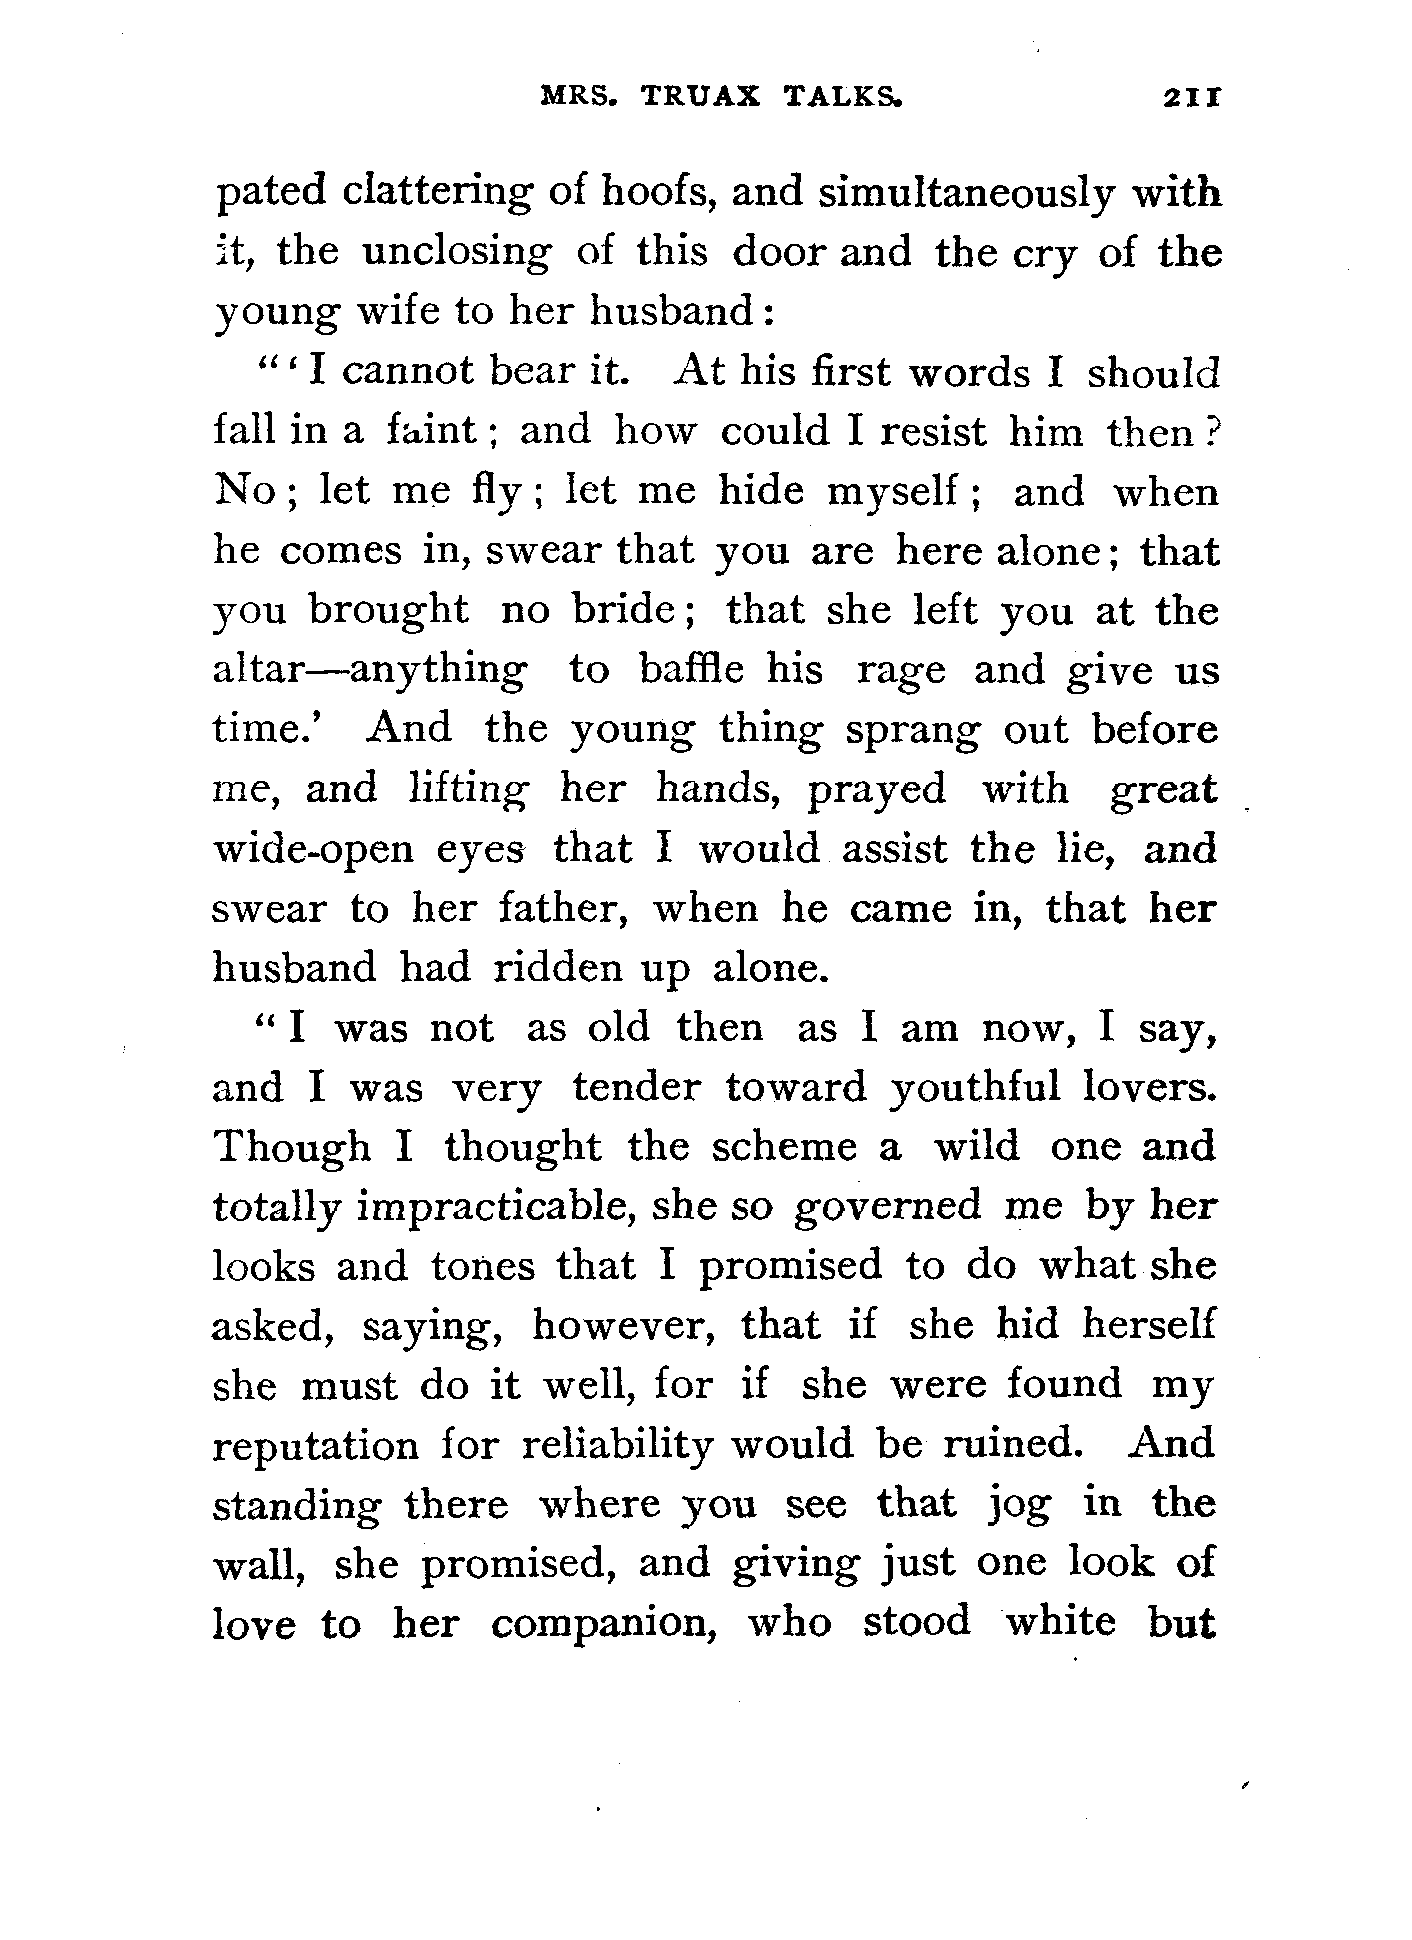 MRS. TRUAX TALKS. 211
pated clattering of hoofs, and simultaneously with
it, the unclosing of this door and the cry of the
young wife to her husband :
“ ‘ I cannot bear it. At his first words I should
fall in a faint ; and how could I resist him then ?
No ; let me fly ; let me hide myself ; and when
he comes in, swear that you are here alone ; that
you brought no bride ; that she left you at the
altar—anything to baffle his rage and give us
time.’ And the young thing sprang out before
me, and lifting her hands, prayed with great
wide-open eyes that I would assist the lie, and
swear to her father, when he came in, that her
husband had ridden up alone.
“ I was not as old then as I am now, I say,
and I was very tender toward youthful lovers.
Though I thought the scheme a wild one and
totally impracticable, she so governed me by her
looks and tones that I promised to do what she
asked, saying, however, that if she hid herself
she must do it well, for if she were found my
reputation for reliability would be ruined. And
standing there where you see that jog in the
wall, she promised, and giving just one look of
love to her companion, who stood white but